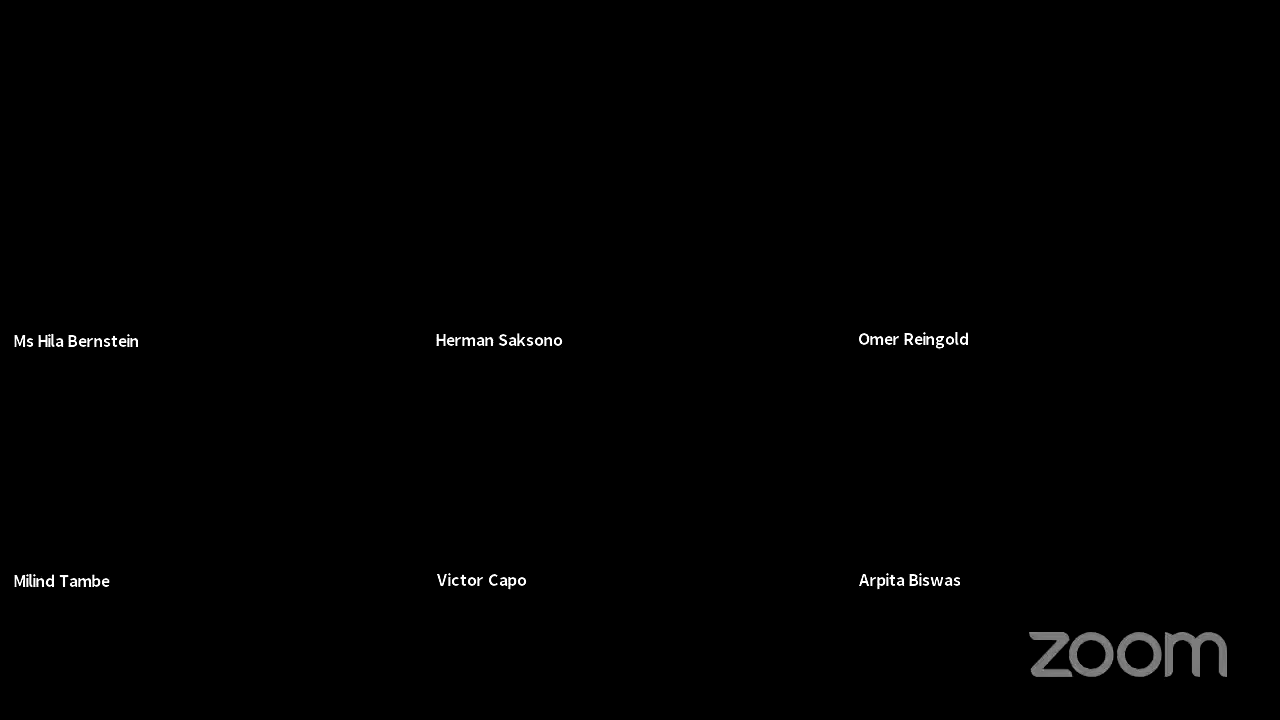 Ms Hila Bernstein
Herman Saksono
Omer Reingold
Milind Tambe
Victor Capo
Arpita Biswas
zoom